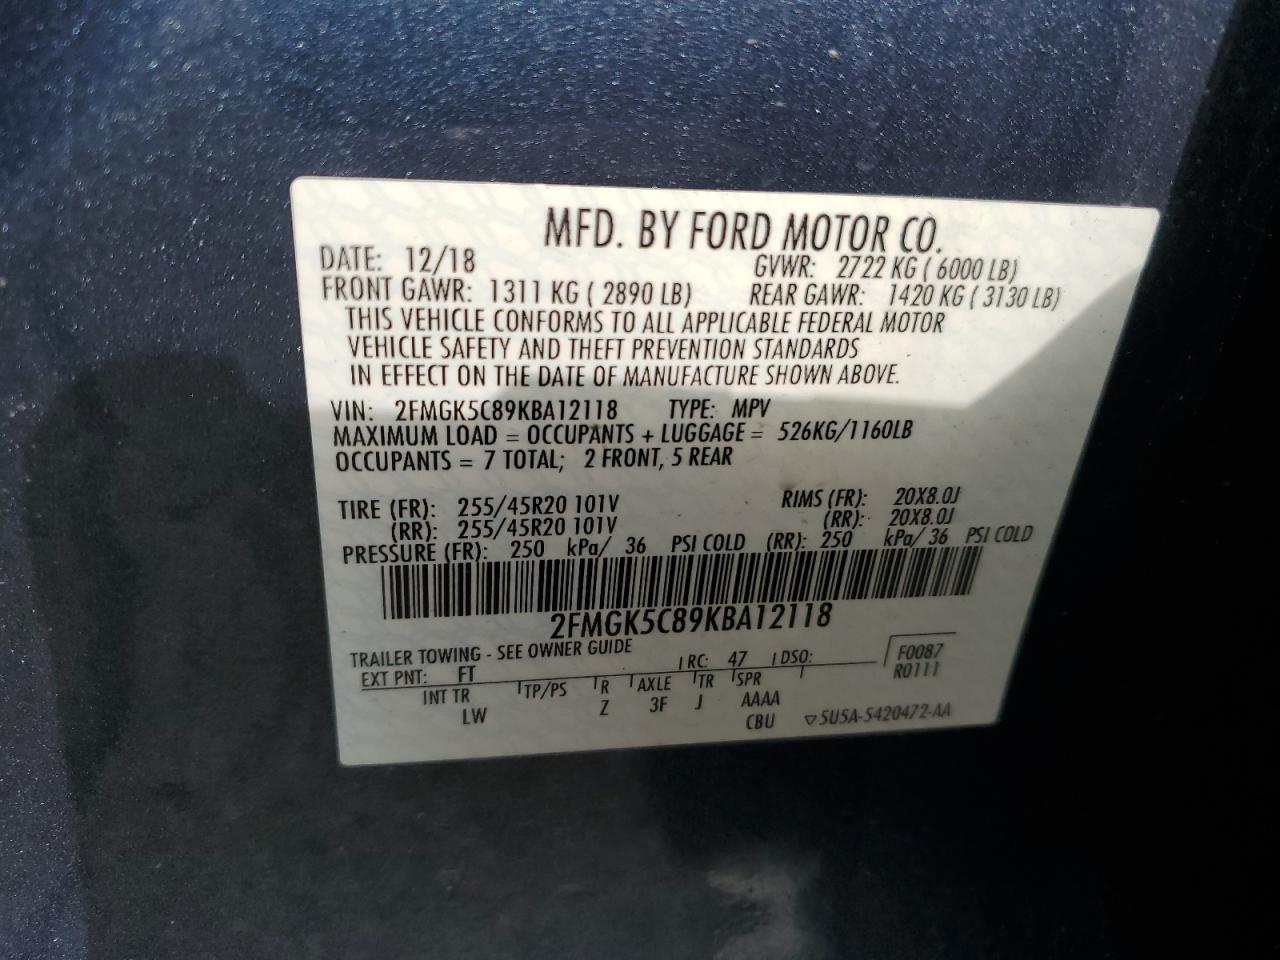 MFD. BY FORD MOTOR CO.
DATE: 12/18 GVWR: 2722 KG ( 6000 LB)
FRONT GAWR: 1311 KG ( 2890 LB) REAR GAWR: 1420 KG ( 3130 LB)
THIS VEHICLE CONFORMS TO ALL APPLICABLE FEDERAL MOTOR
VEHICLE SAFETY AND THEFT PREVENTION STANDARDS
IN EFFECT ON THE DATE OF MANUFACTURE SHOWN ABOVE.
VIN: 2FMGK5C89KBA12118 TYPE: MPV
MAXIMUM LOAD = OCCUPANTS + LUGGAGE = 526KG/1160LB
OCCUPANTS = 7 TOTAL; 2 FRONT, 5 REAR
TIRE (FR): 255/45R20 101V RIMS (FR): 20X8.0J
(RR): 255/45R20 101V (RR): 20X8.0J
PRESSURE (FR): 250 kPa/ 36 PSI COLD (RR): 250 kPa/ 36 PSI COLD
2FMGK5C89KBA12118
TRAILER TOWING - SEE OWNER GUIDE
EXT PNT: FT RC: 47 DSO: F0087
R0111
INT TR TP/PS R AXLE TR SPR
LW Z 3F J AAAA
CBU ▽5U5A-5420472-AA